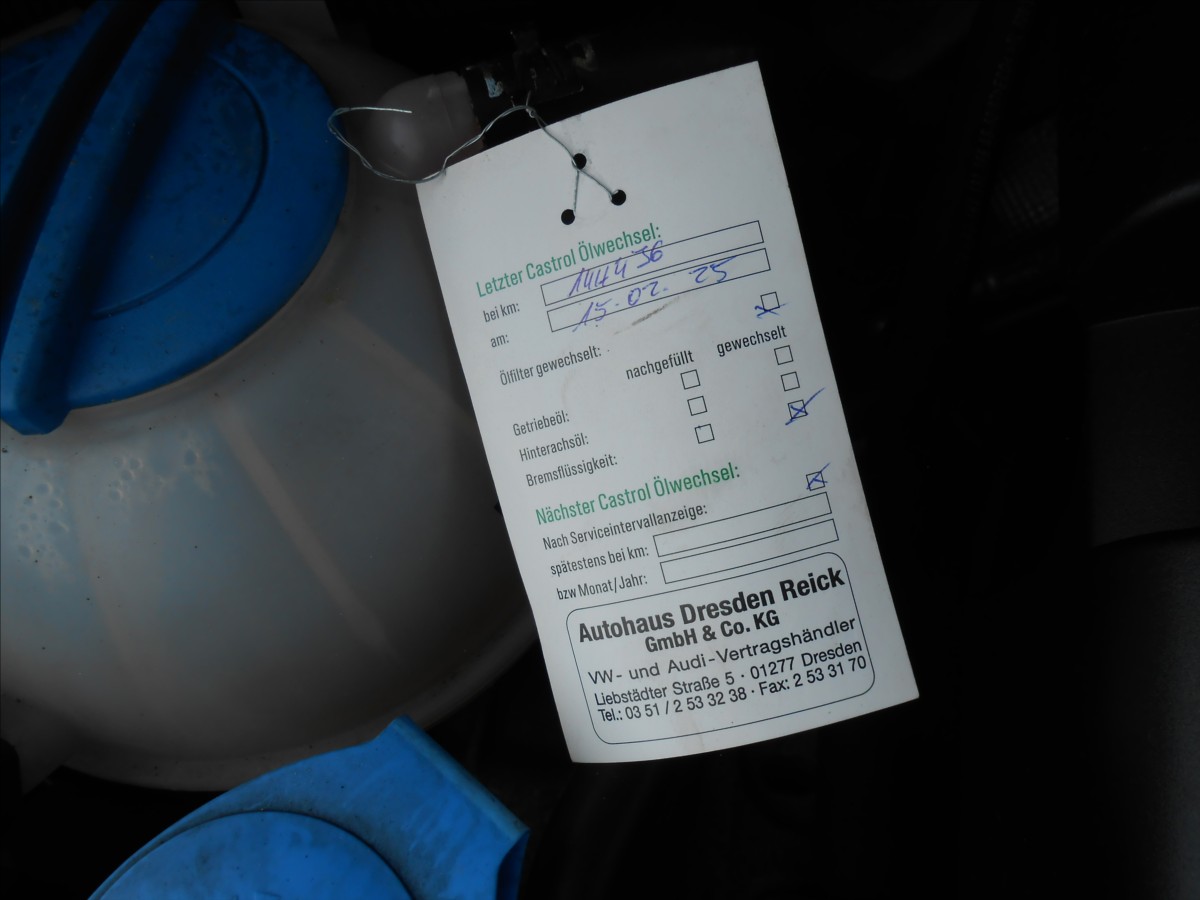 Letzter Castrol Ölwechsel:
bei km: 144436
am: 15.02.25
Ölfilter gewechselt:
nachgefüllt gewechselt
Getriebeöl:
Hinterachsöl:
Bremsflüssigkeit:
Nächster Castrol Ölwechsel:
Nach Serviceintervallanzeige:
spätestens bei km:
bzw Monat/Jahr:
Autohaus Dresden Reick
GmbH & Co. KG
VW- und Audi-Vertragshändler
Liebstädter Straße 5 · 01277 Dresden
Tel.: 03 51 / 2 53 32 38 · Fax: 2 53 31 70